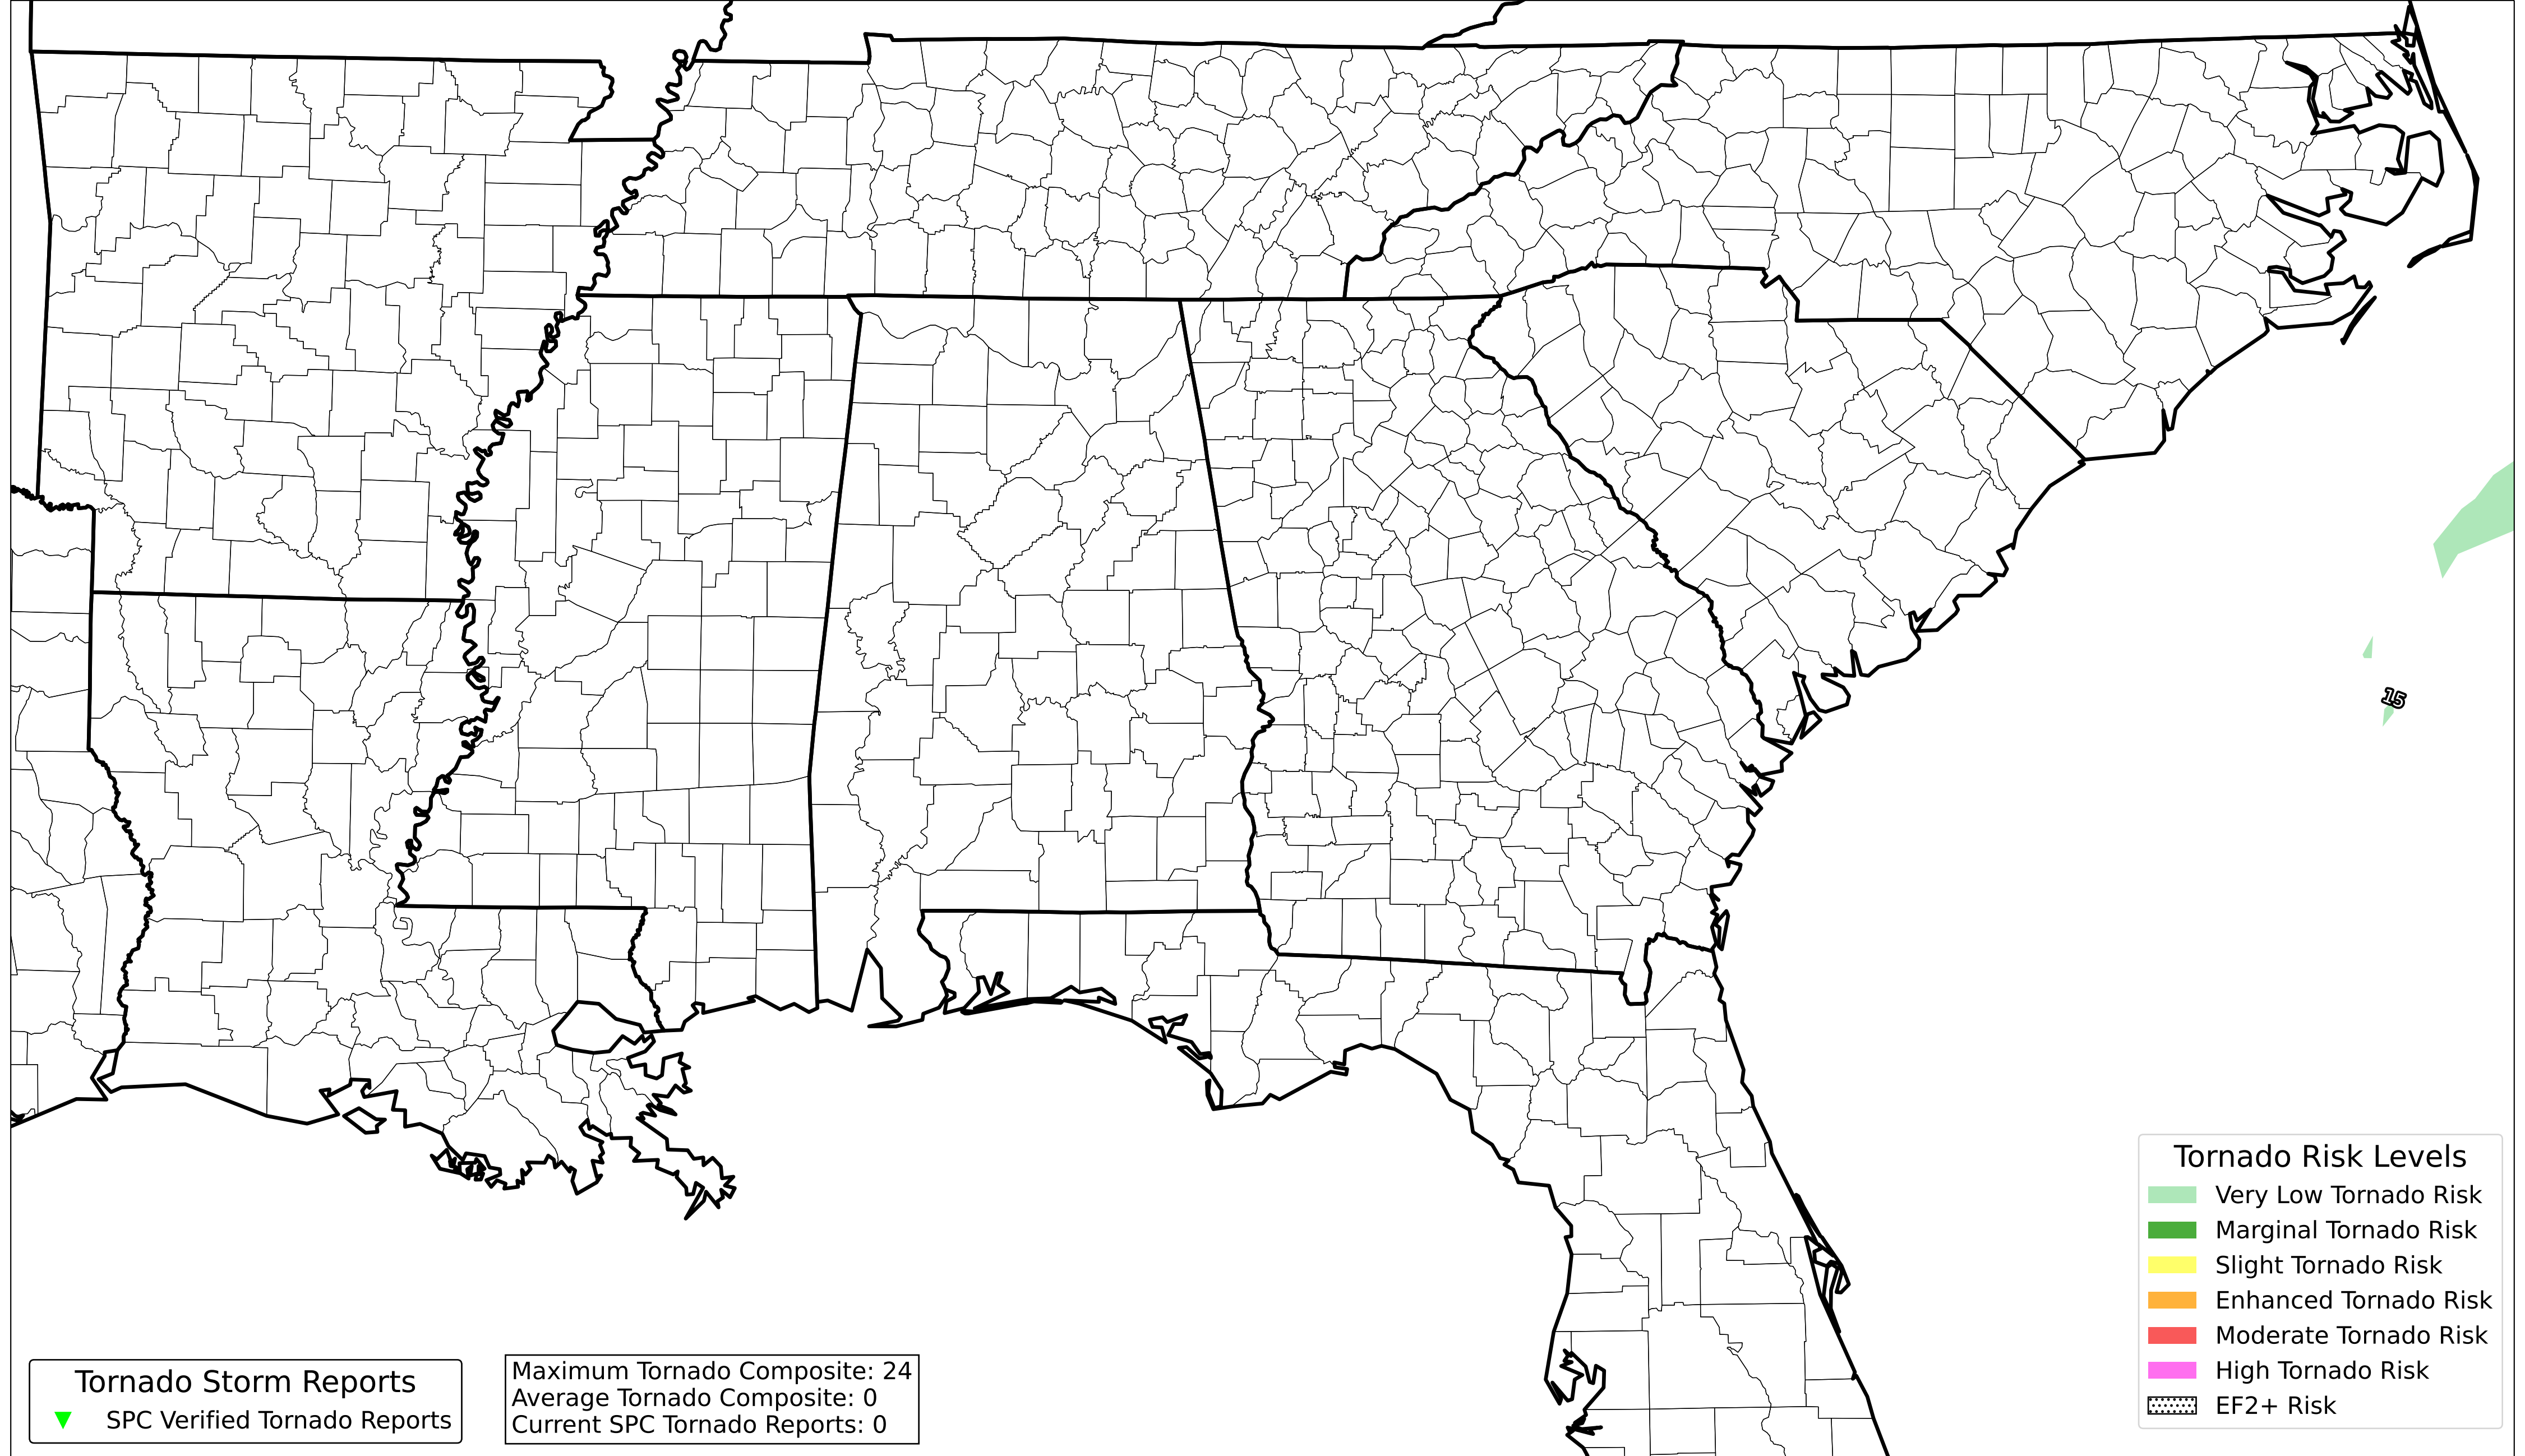 15
Tornado Risk Levels
Very Low Tornado Risk
Marginal Tornado Risk
Slight Tornado Risk
Enhanced Tornado Risk
Moderate Tornado Risk
High Tornado Risk
EF2+ Risk
Tornado Storm Reports
SPC Verified Tornado Reports
Maximum Tornado Composite: 24
Average Tornado Composite: 0
Current SPC Tornado Reports: 0